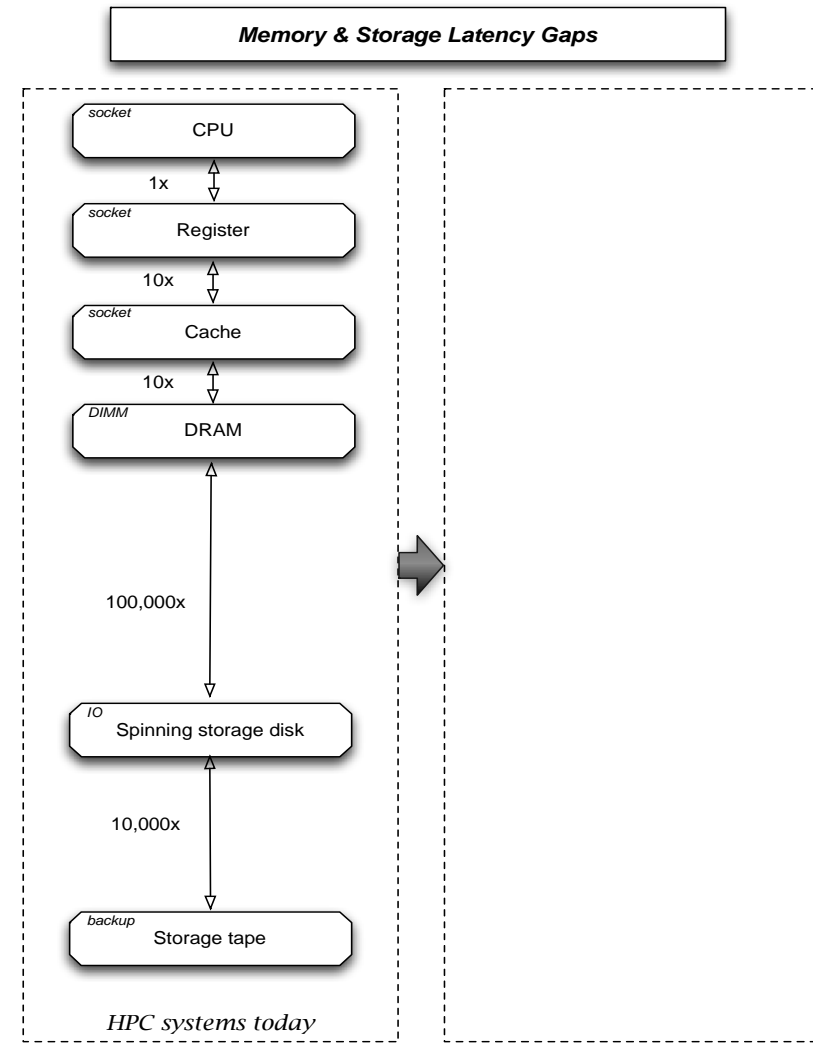 Memory & Storage Latency Gaps
socket
CPU
1x
socket
Register
10x
socket
Cache
10x
DIMM
DRAM
100,000x
IO
Spinning storage disk
10,000x
backup
Storage tape
HPC systems today